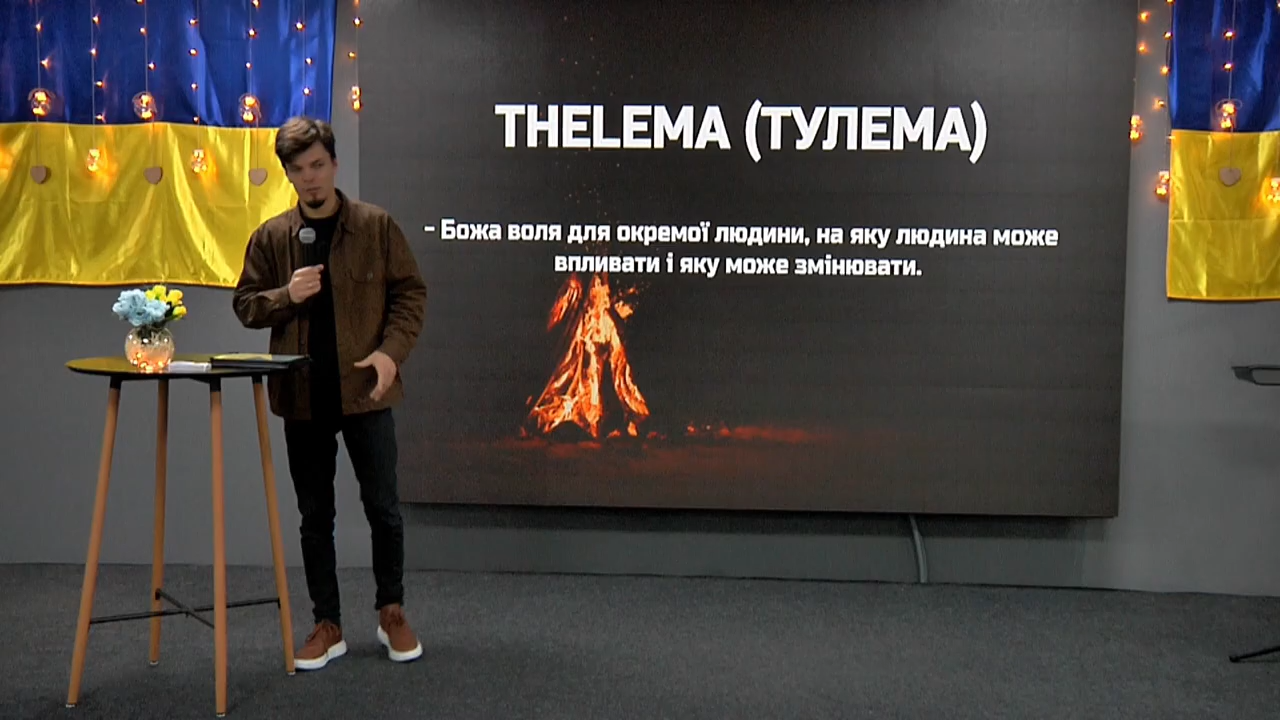 THELEMA (ТУЛЕМА)
- Божа воля для окремої людини, на яку людина може
впливати і яку може змінювати.